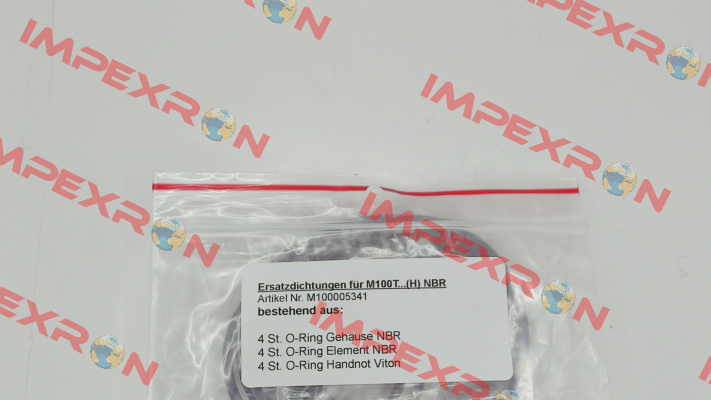 Ersatzdichtungen für M100T...(H) NBR
Artikel Nr. M100005341
bestehend aus:
4 St. O-Ring Gehäuse NBR
4 St. O-Ring Element NBR
4 St. O-Ring Handnot Viton
IMPEXRON
IMPEXRON
IMPEXRON
IMPEXRON
IMPEXRON